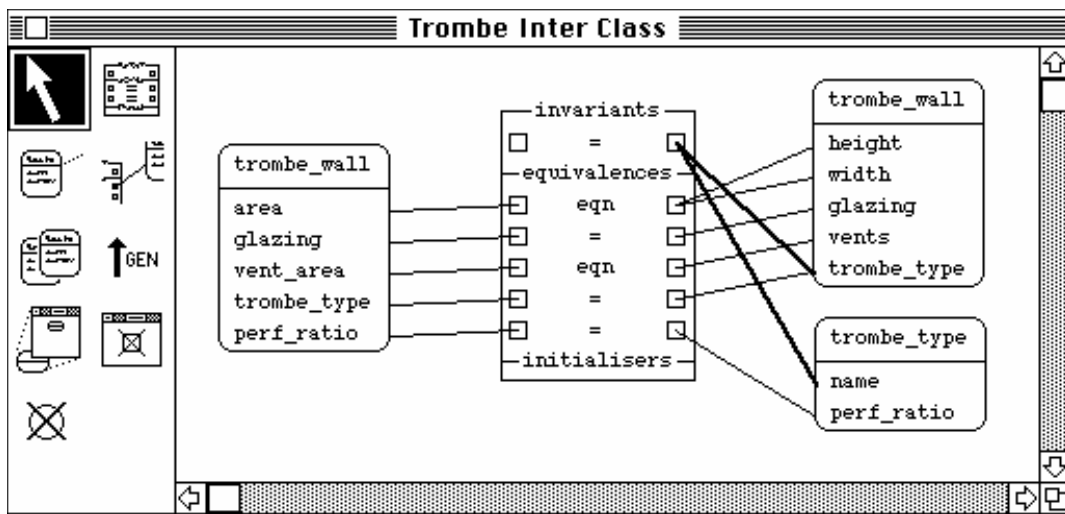 Trombe Inter Class
GEN
trombe_wall
area
glazing
vent_area
trombe_type
perf_ratio
invariants
=
equivalences
eqn
=
eqn
=
=
initialisers
trombe_wall
height
width
glazing
vents
trombe_type
trombe_type
name
perf_ratio